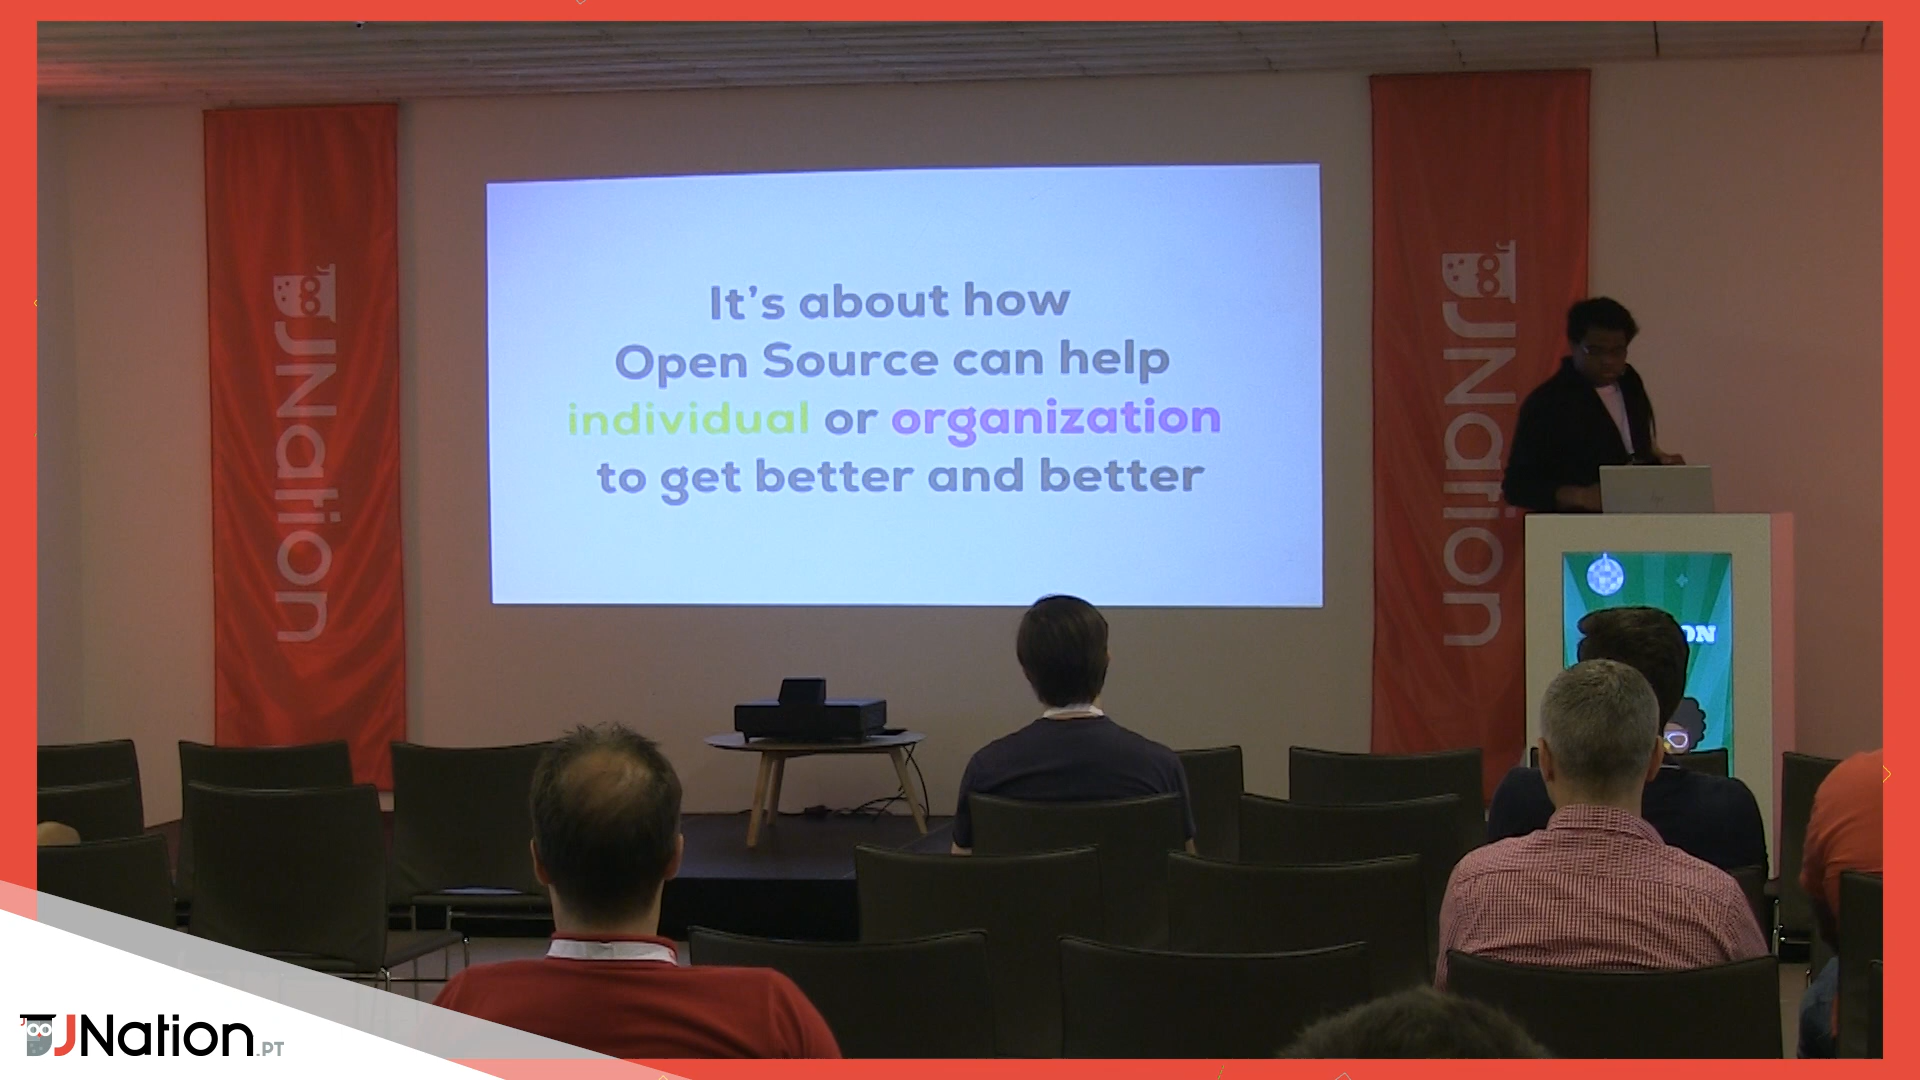 It's about how
Open Source can help
individual or organization
to get better and better
JNation
JNation
ON
JNation.PT